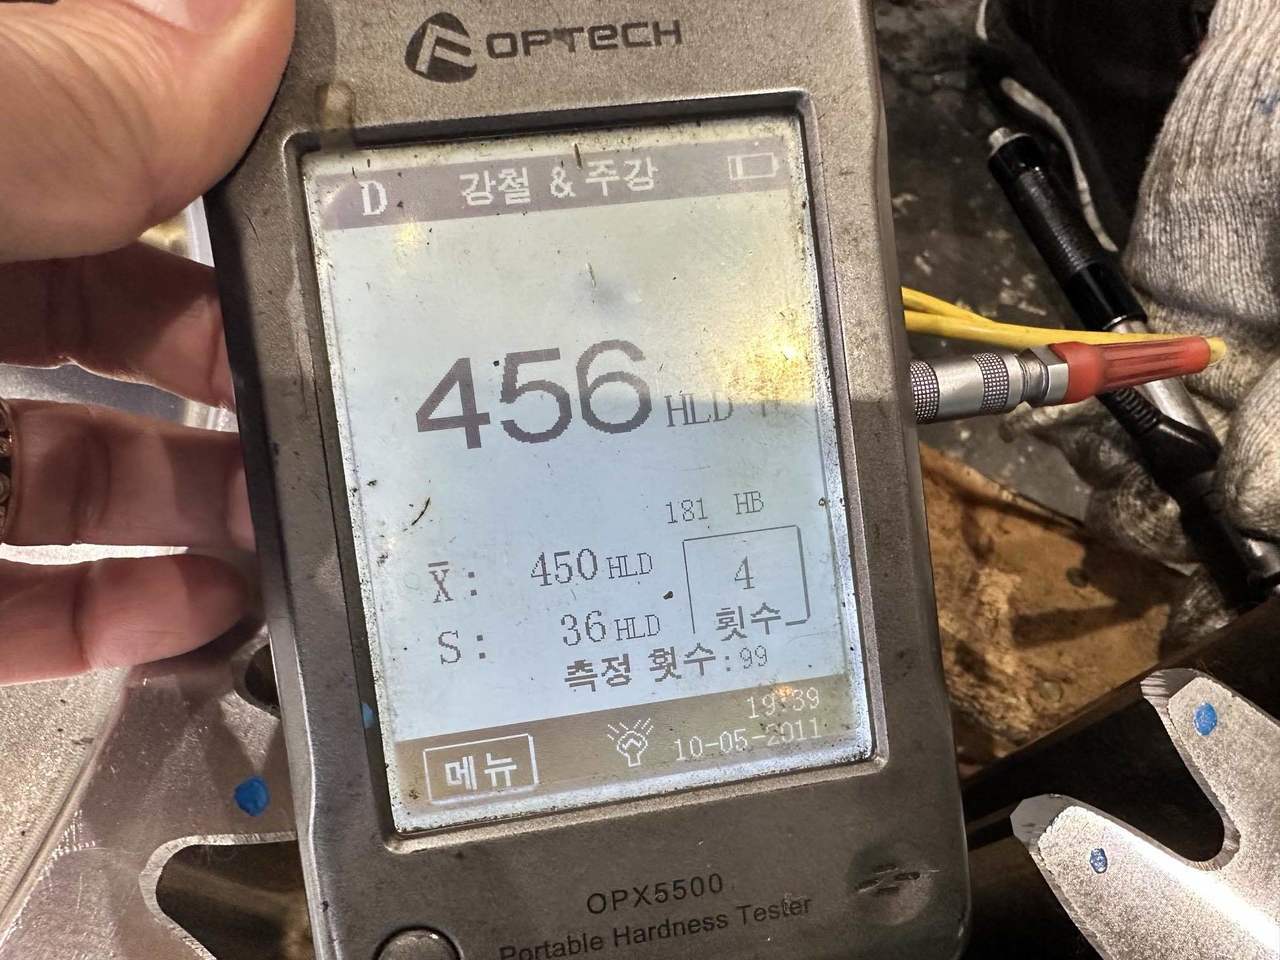 OPTECH
D 강철 & 주강
456 HLD
181 HB
X̄: 450 HLD
S: 36 HLD
4
횟수
측정 횟수:99
19:39
10-05-2011
메뉴
OPX5500
Portable Hardness Tester